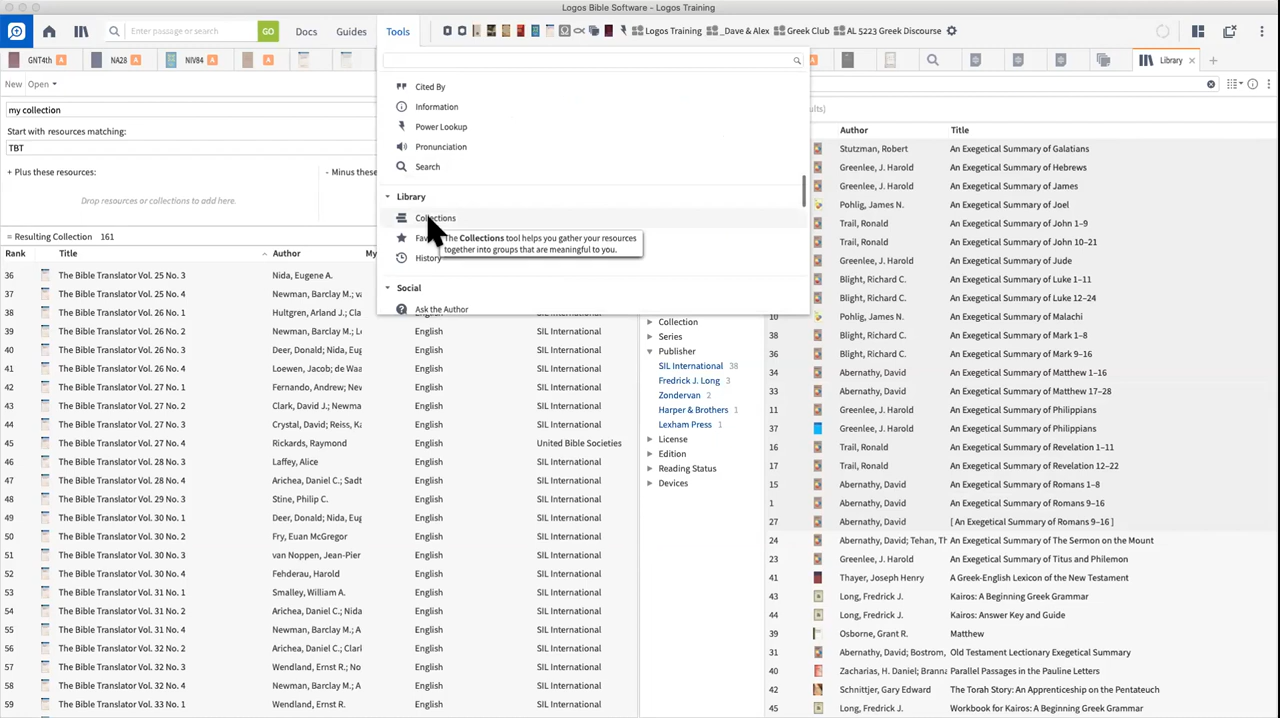 Logos Bible Software - Logos Training
Enter passage or search
GO
Docs
Guides
Tools
Logos Training
_Dave & Alex
Greek Club
AL 5223 Greek Discourse
GNT4th A
NA28 A
NIV84 A
A
Library
New Open
my collection
Start with resources matching:
TBT
+ Plus these resources:
- Minus these
Drop resources or collections to add here.
= Resulting Collection 161
Rank Title Author My
36 The Bible Translator Vol. 25 No. 3 Nida, Eugene A.
37 The Bible Translator Vol. 25 No. 4 Newman, Barclay M.; va
38 The Bible Translator Vol. 26 No. 1 Hultgren, Arland J.; Cla
39 The Bible Translator Vol. 26 No. 2 Newman, Barclay M.; L English SIL International
40 The Bible Translator Vol. 26 No. 3 Deer, Donald; Nida, Eug English SIL International
41 The Bible Translator Vol. 26 No. 4 Loewen, Jacob; de Waa English SIL International
42 The Bible Translator Vol. 27 No. 1 Fernando, Andrew; Nev English SIL International
43 The Bible Translator Vol. 27 No. 2 Clark, David J.; Newma English SIL International
44 The Bible Translator Vol. 27 No. 3 Crystal, David; Reiss, K English SIL International
45 The Bible Translator Vol. 27 No. 4 Rickards, Raymond English United Bible Societies
46 The Bible Translator Vol. 28 No. 3 Laffey, Alice English SIL International
47 The Bible Translator Vol. 28 No. 4 Arichea, Daniel C.; Sadt English SIL International
48 The Bible Translator Vol. 29 No. 3 Stine, Philip C. English SIL International
49 The Bible Translator Vol. 30 No. 1 Deer, Donald; Nida, Eug English SIL International
50 The Bible Translator Vol. 30 No. 2 Fry, Euan McGregor English SIL International
51 The Bible Translator Vol. 30 No. 3 van Noppen, Jean-Pier English SIL International
52 The Bible Translator Vol. 30 No. 4 Fehderau, Harold English SIL International
53 The Bible Translator Vol. 31 No. 1 Smalley, William A. English SIL International
54 The Bible Translator Vol. 31 No. 2 Arichea, Daniel C.; Nida English SIL International
55 The Bible Translator Vol. 31 No. 4 Newman, Barclay M.; A English SIL International
56 The Bible Translator Vol. 32 No. 2 Arichea, Daniel C.; Clark English SIL International
57 The Bible Translator Vol. 32 No. 3 Wendland, Ernst R.; No English SIL International
58 The Bible Translator Vol. 32 No. 4 Newman, Barclay M.; A English SIL International
59 The Bible Translator Vol. 33 No. 1 Wendland, Ernst R. English SIL International
Cited By
Information
Power Lookup
Pronunciation
Search
Library
Collections
Fav
History
The Collections tool helps you gather your resources
together into groups that are meaningful to you.
Social
Ask the Author
Collection
Series
Publisher
SIL International 38
Fredrick J. Long 3
Zondervan 2
Harper & Brothers 1
Lexham Press 1
License
Edition
Reading Status
Devices
ults)
Author Title
Stutzman, Robert An Exegetical Summary of Galatians
Greenlee, J. Harold An Exegetical Summary of Hebrews
Greenlee, J. Harold An Exegetical Summary of James
Pohlig, James N. An Exegetical Summary of Joel
Trail, Ronald An Exegetical Summary of John 1–9
Trail, Ronald An Exegetical Summary of John 10–21
Greenlee, J. Harold An Exegetical Summary of Jude
Blight, Richard C. An Exegetical Summary of Luke 1–11
Blight, Richard C. An Exegetical Summary of Luke 12–24
10 Pohlig, James N. An Exegetical Summary of Malachi
38 Blight, Richard C. An Exegetical Summary of Mark 1–8
36 Blight, Richard C. An Exegetical Summary of Mark 9–16
34 Abernathy, David An Exegetical Summary of Matthew 1–16
33 Abernathy, David An Exegetical Summary of Matthew 17–28
11 Greenlee, J. Harold An Exegetical Summary of Philippians
37 Greenlee, J. Harold An Exegetical Summary of Philippians
16 Trail, Ronald An Exegetical Summary of Revelation 1–11
17 Trail, Ronald An Exegetical Summary of Revelation 12–22
15 Abernathy, David An Exegetical Summary of Romans 1–8
1 Abernathy, David An Exegetical Summary of Romans 9–16
27 Abernathy, David [ An Exegetical Summary of Romans 9–16 ]
24 Abernathy, David; Tehan, Th An Exegetical Summary of The Sermon on the Mount
23 Greenlee, J. Harold An Exegetical Summary of Titus and Philemon
41 Thayer, Joseph Henry A Greek-English Lexicon of the New Testament
43 Long, Fredrick J. Kairos: A Beginning Greek Grammar
44 Long, Fredrick J. Kairos: Answer Key and Guide
39 Osborne, Grant R. Matthew
31 Abernathy, David; Bostrom, Old Testament Lectionary Exegetical Summary
40 Zacharias, H. Daniel; Branna Parallel Passages in the Pauline Letters
42 Schnittjer, Gary Edward The Torah Story: An Apprenticeship on the Pentateuch
45 Long, Fredrick J. Workbook for Kairos: A Beginning Greek Grammar